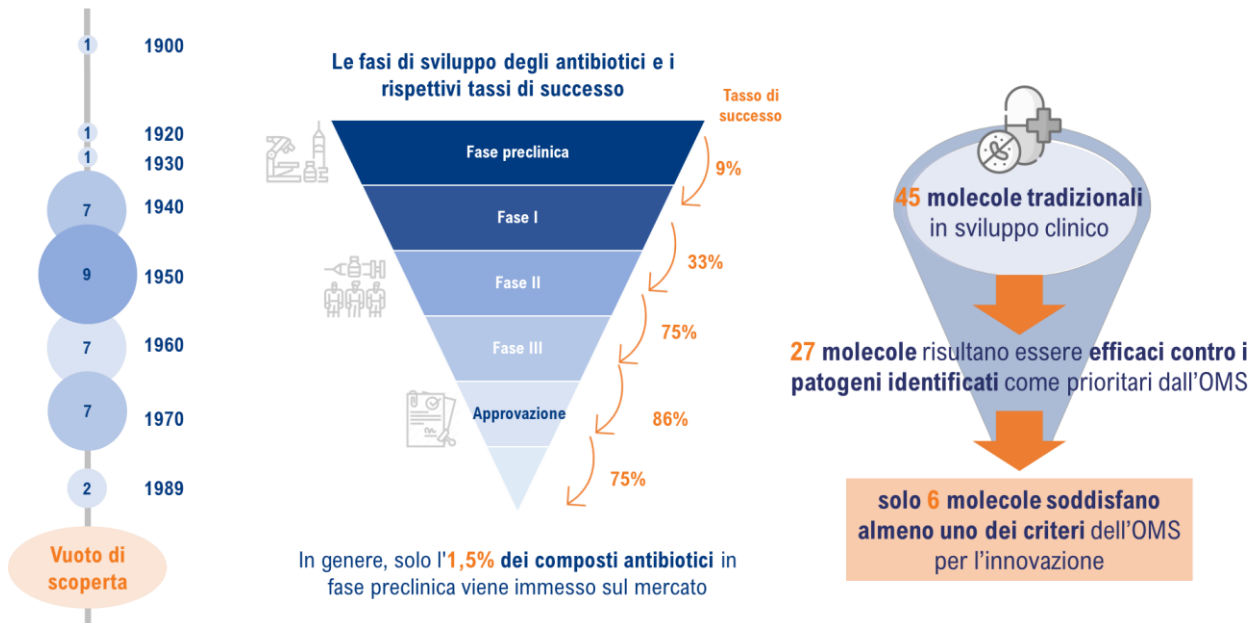 1 1900
1 1920
1 1930
7 1940
9 1950
7 1960
7 1970
2 1989
Vuoto di
scoperta
Le fasi di sviluppo degli antibiotici e i
rispettivi tassi di successo
Tasso di
successo
Fase preclinica
9%
Fase I
33%
Fase II
75%
Fase III
86%
Approvazione
75%
In genere, solo l'1,5% dei composti antibiotici in
fase preclinica viene immesso sul mercato
45 molecole tradizionali
in sviluppo clinico
27 molecole risultano essere efficaci contro i
patogeni identificati come prioritari dall’OMS
solo 6 molecole soddisfano
almeno uno dei criteri dell’OMS
per l’innovazione